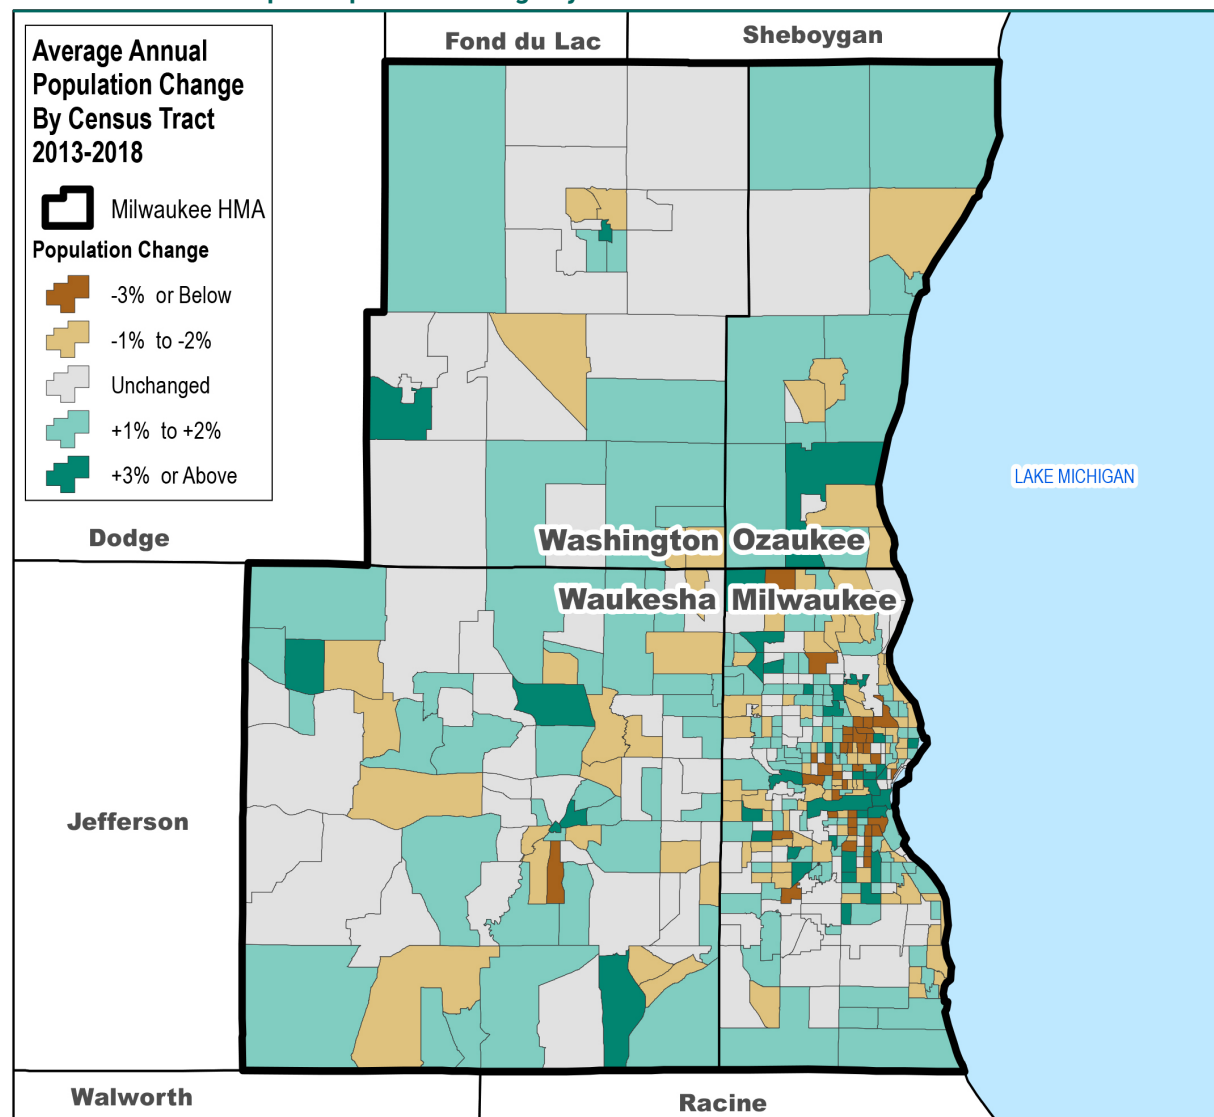 Fond du Lac
Sheboygan
Average Annual
Population Change
By Census Tract
2013-2018
Milwaukee HMA
Population Change
-3% or Below
-1% to -2%
Unchanged
+1% to +2%
+3% or Above
LAKE MICHIGAN
Dodge
Washington
Ozaukee
Waukesha
Milwaukee
Jefferson
Walworth
Racine